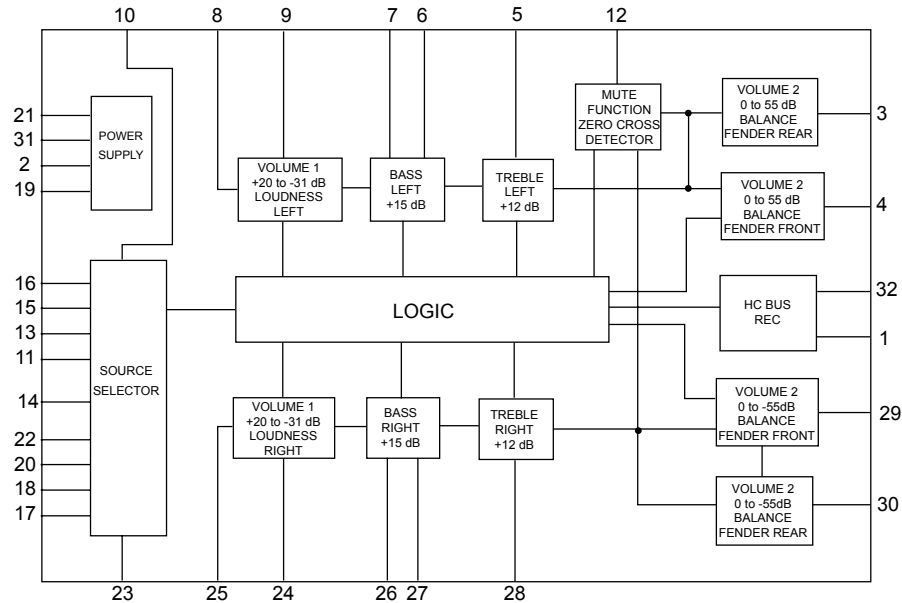 10
8
9
7
6
5
12
21
31
2
19
POWER
SUPPLY
MUTE
FUNCTION
ZERO CROSS
DETECTOR
VOLUME 2
0 to 55 dB
BALANCE
FENDER REAR
3
VOLUME 1
+20 to -31 dB
LOUDNESS
LEFT
BASS
LEFT
+15 dB
TREBLE
LEFT
+12 dB
VOLUME 2
0 to 55 dB
BALANCE
FENDER FRONT
4
16
15
13
11
14
22
20
18
17
SOURCE
SELECTOR
LOGIC
HC BUS
REC
32
1
VOLUME 1
+20 to -31 dB
LOUDNESS
RIGHT
BASS
RIGHT
+15 dB
TREBLE
RIGHT
+12 dB
VOLUME 2
0 to -55dB
BALANCE
FENDER FRONT
29
VOLUME 2
0 to -55dB
BALANCE
FENDER REAR
30
23
25
24
26
27
28